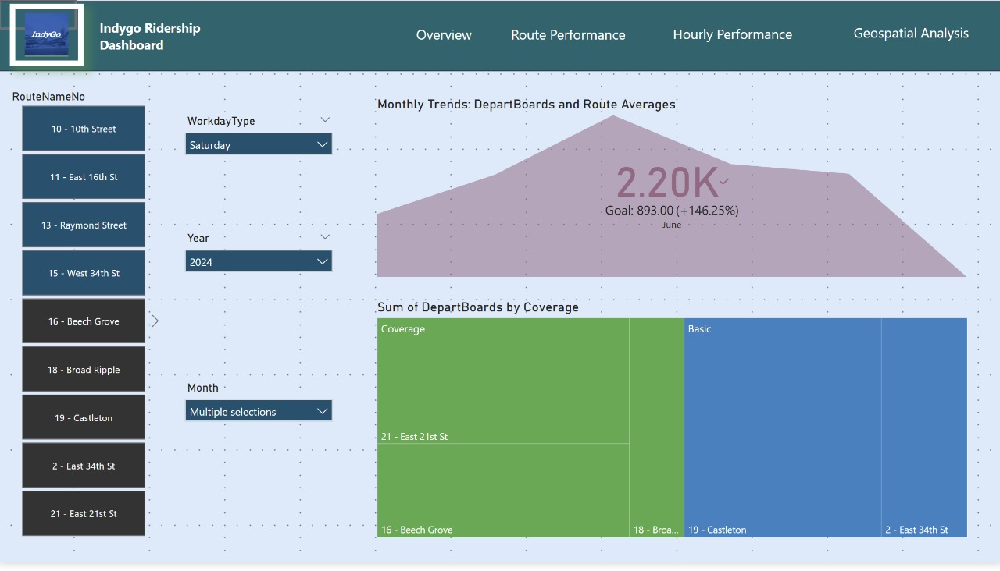 IndyGo
Indygo Ridership
Dashboard
Overview
Route Performance
Hourly Performance
Geospatial Analysis
RouteNameNo
10 - 10th Street
11 - East 16th St
13 - Raymond Street
15 - West 34th St
16 - Beech Grove
18 - Broad Ripple
19 - Castleton
2 - East 34th St
21 - East 21st St
WorkdayType
Saturday
Year
2024
Month
Multiple selections
Monthly Trends: DepartBoards and Route Averages
2.20K
Goal: 893.00 (+146.25%)
June
Sum of DepartBoards by Coverage
Coverage
21 - East 21st St
16 - Beech Grove
18 - Broa...
Basic
19 - Castleton
2 - East 34th St